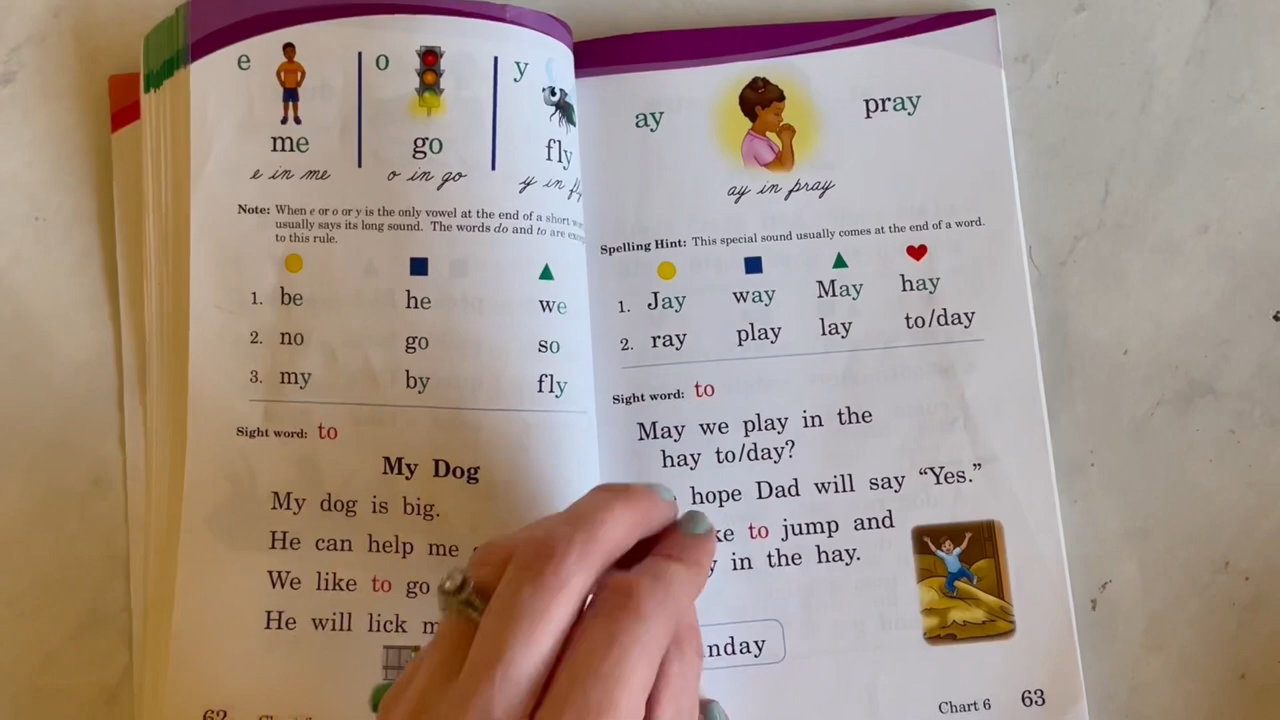 e
o
y
me
go
fly
e in me
o in go
y in
Note: When e or o or y is the only vowel at the end of a short
usually says its long sound. The words do and to are
to this rule.
1. be he we
2. no go so
3. my by fly
Sight word: to
My Dog
My dog is big.
He can help me
We like to go
He will lick
62
ay
pray
ay in pray
Spelling Hint: This special sound usually comes at the end of a word.
1. Jay way May hay
2. ray play lay to/day
Sight word: to
May we play in the
hay to/day?
hope Dad will say “Yes.”
to jump and
in the hay.
Chart 6 63